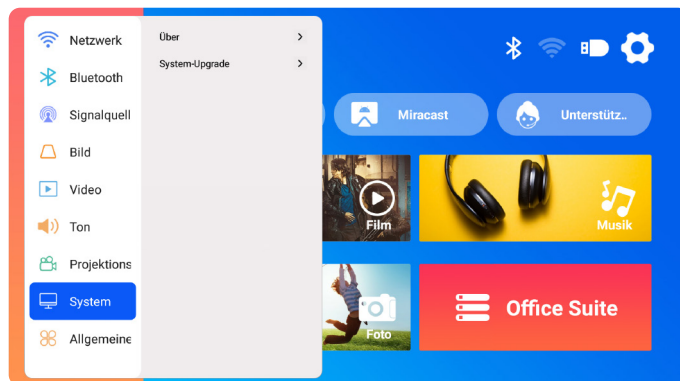 Netzwerk
Bluetooth
Signalquell
Bild
Video
Ton
Projektions
System
Allgemeine
Über
System-Upgrade
Miracast
Unterstütz..
Film
Musik
Foto
Office Suite